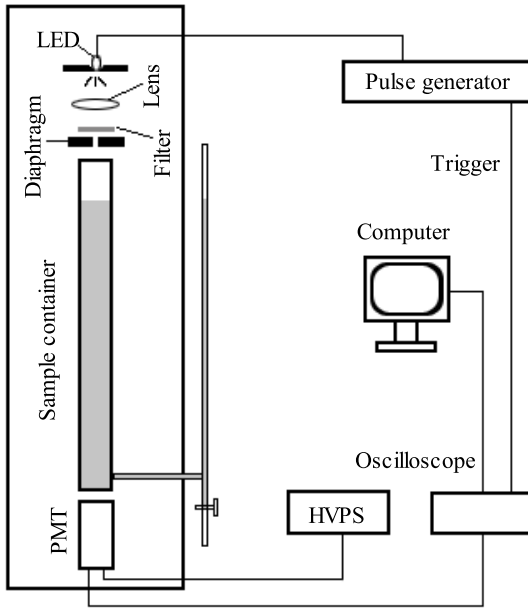 LED
Lens
Pulse generator
Diaphragm
Filter
Trigger
Computer
Sample container
Oscilloscope
PMT
HVPS